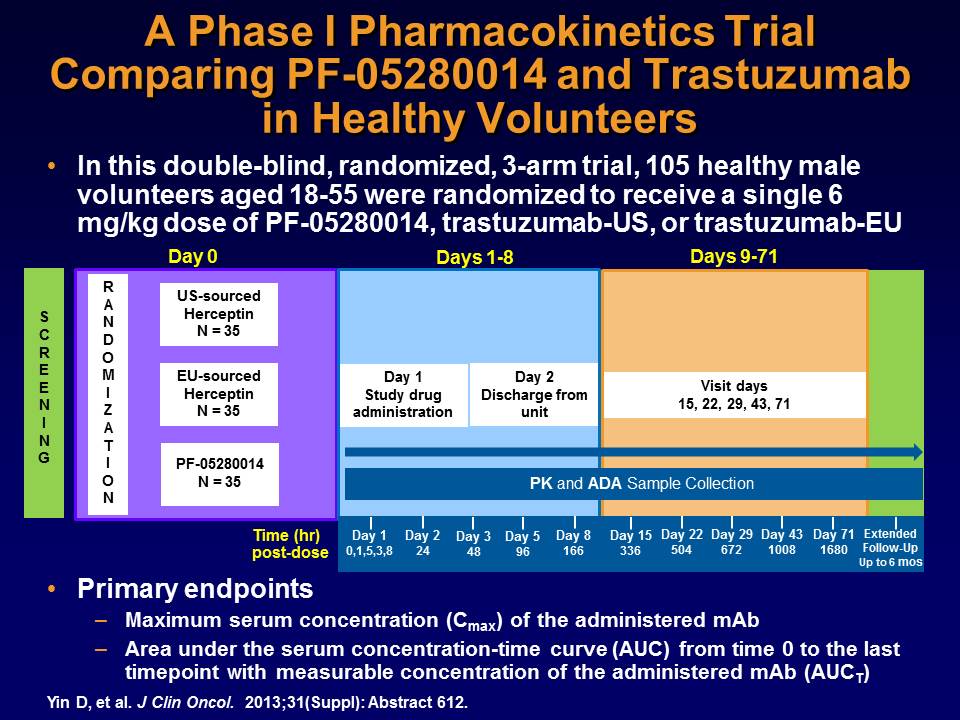 A Phase I Pharmacokinetics Trial
Comparing PF-05280014 and Trastuzumab
in Healthy Volunteers
• In this double-blind, randomized, 3-arm trial, 105 healthy male
volunteers aged 18-55 were randomized to receive a single 6
mg/kg dose of PF-05280014, trastuzumab-US, or trastuzumab-EU
Day 0
Days 1-8
Days 9-71
SCREENING
RANDOMIZATION
US-sourced
Herceptin
N = 35
EU-sourced
Herceptin
N = 35
PF-05280014
N = 35
Day 1
Study drug
administration
Day 2
Discharge from
unit
Visit days
15, 22, 29, 43, 71
PK and ADA Sample Collection
Time (hr)
post-dose
Day 1
0,1,5,3,8
Day 2
24
Day 3
48
Day 5
96
Day 8
166
Day 15
336
Day 22
504
Day 29
672
Day 43
1008
Day 71
1680
Extended
Follow-Up
Up to 6 mos
• Primary endpoints
– Maximum serum concentration (Cmax) of the administered mAb
– Area under the serum concentration-time curve (AUC) from time 0 to the last
timepoint with measurable concentration of the administered mAb (AUCT)
Yin D, et al. J Clin Oncol. 2013;31(Suppl): Abstract 612.